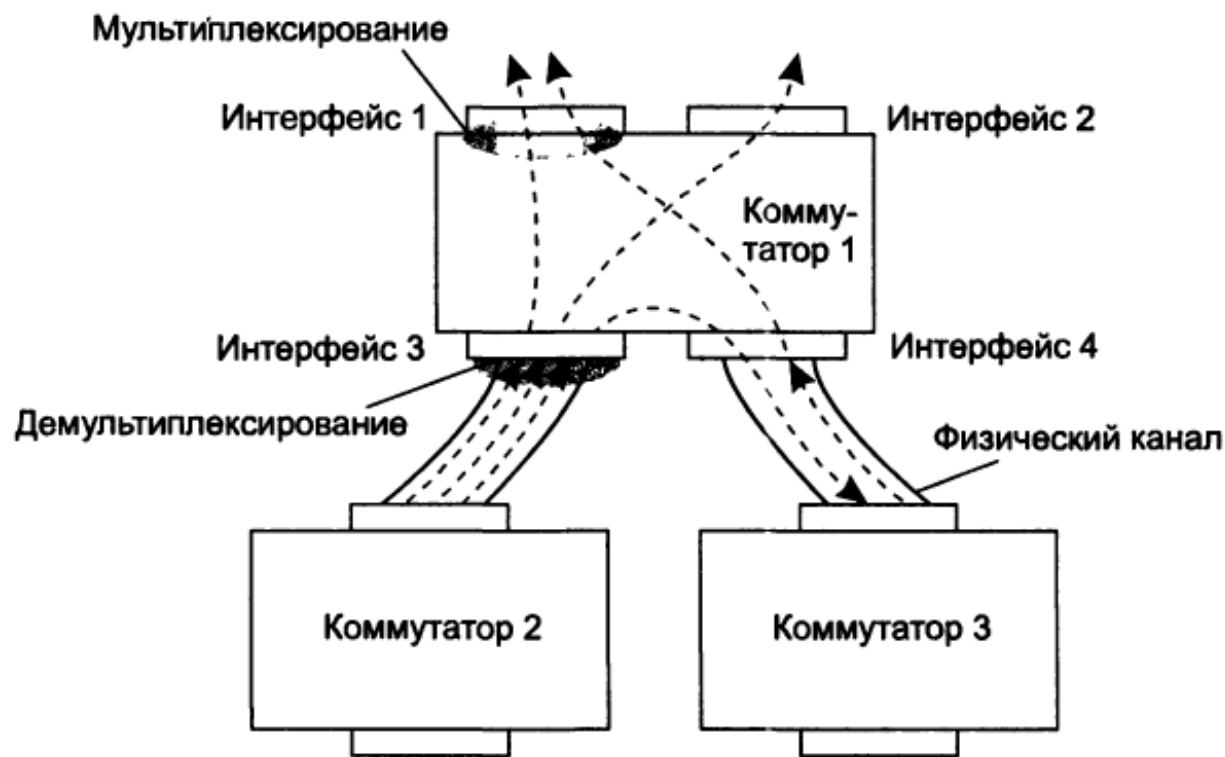 Мультиплексирование
Интерфейс 1
Интерфейс 2
Комму-
татор 1
Интерфейс 3
Интерфейс 4
Демультиплексирование
Физический канал
Коммутатор 2
Коммутатор 3